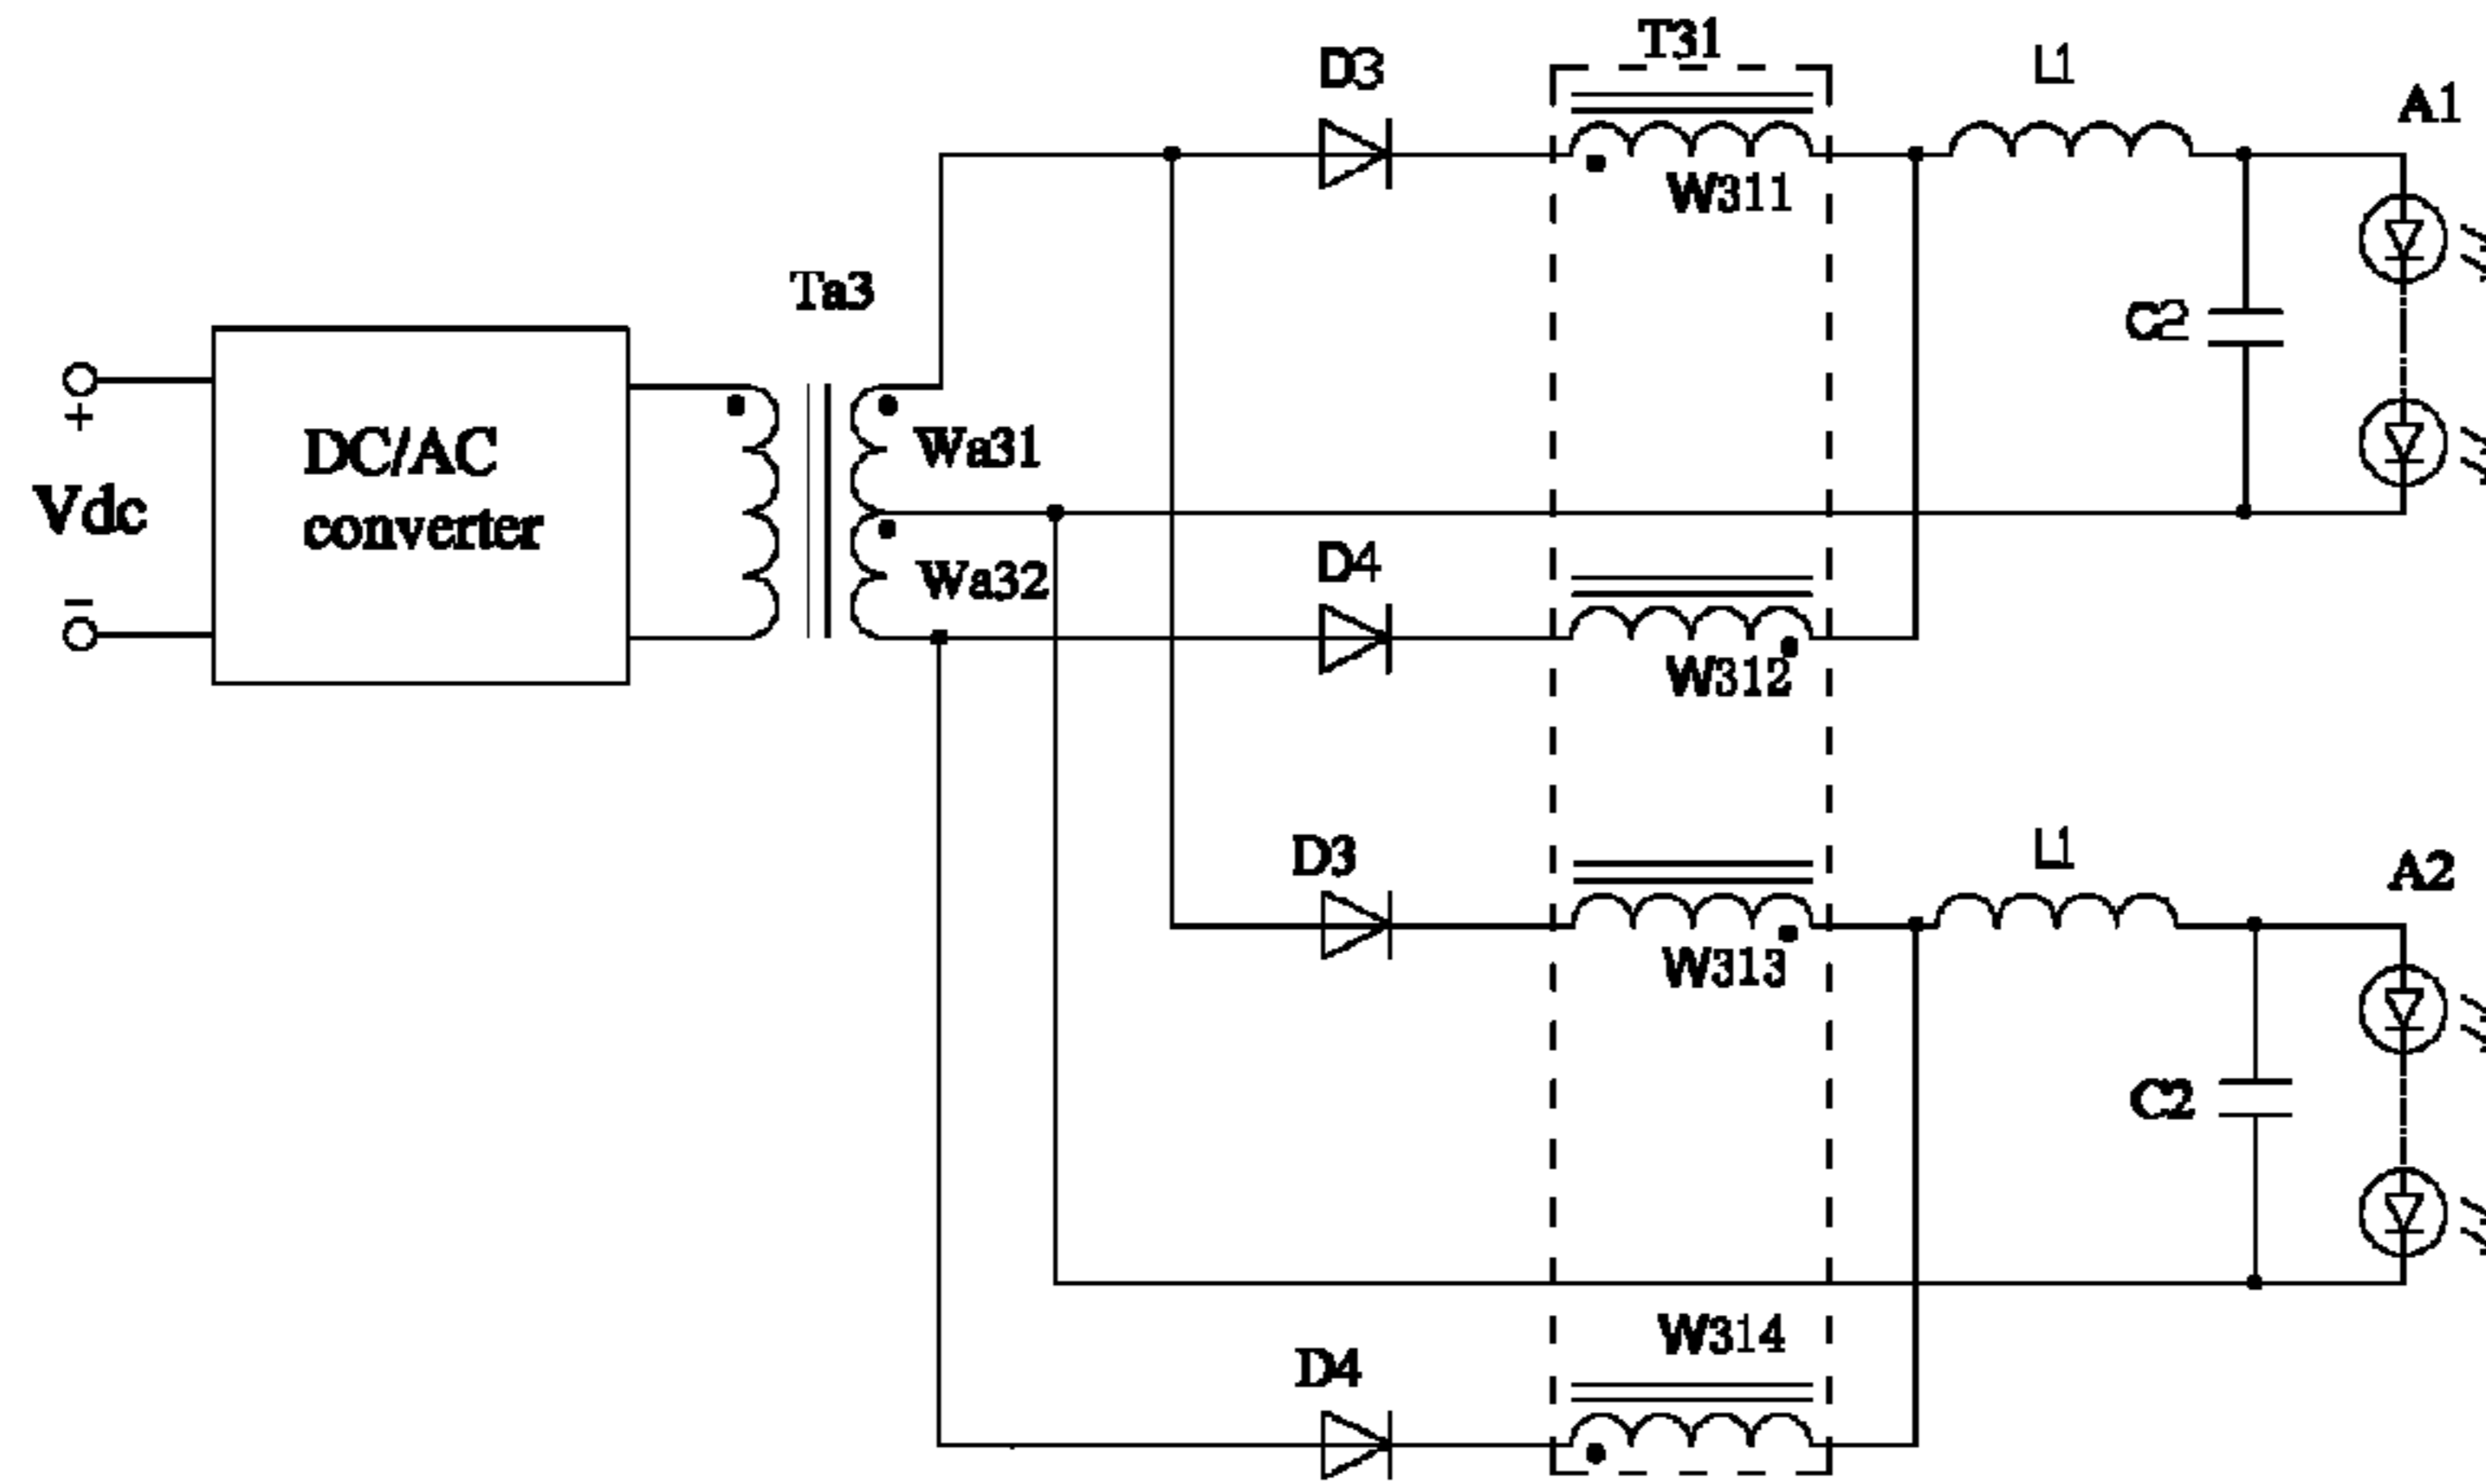 T31
D3
L1
A1
W311
Ta3
C2
+
DC/AC
converter
Wa31
Vdc
D4
Wa32
−
W312
D3
L1
A2
W313
C2
W314
D4